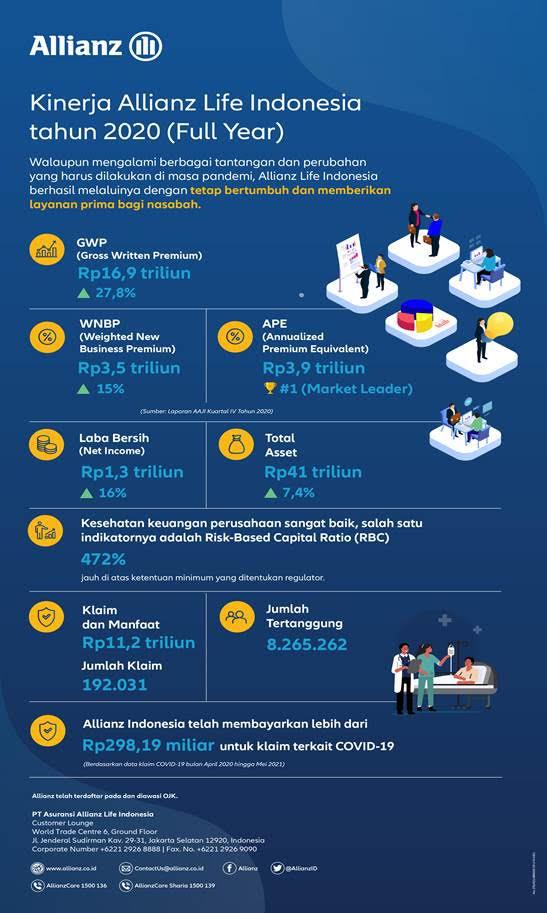 Allianz
Kinerja Allianz Life Indonesia
tahun 2020 (Full Year)
Walaupun mengalami berbagai tantangan dan perubahan
yang harus dilakukan di masa pandemi, Allianz Life Indonesia
berhasil melaluinya dengan tetap bertumbuh dan memberikan
layanan prima bagi nasabah.
GWP
(Gross Written Premium)
Rp16,9 triliun
27,8%
WNBP
(Weighted New
Business Premium)
Rp3,5 triliun
15%
APE
(Annualized
Premium Equivalent)
Rp3,9 triliun
#1 (Market Leader)
(Sumber: Laporan AAJI Kuartal IV Tahun 2020)
Laba Bersih
(Net Income)
Rp1,3 triliun
16%
Total
Asset
Rp41 triliun
7,4%
Kesehatan keuangan perusahaan sangat baik, salah satu
indikatornya adalah Risk-Based Capital Ratio (RBC)
472%
jauh di atas ketentuan minimum yang ditentukan regulator.
Klaim
dan Manfaat
Rp11,2 triliun
Jumlah Klaim
192.031
Jumlah
Tertanggung
8.265.262
Allianz Indonesia telah membayarkan lebih dari
Rp298,19 miliar untuk klaim terkait COVID-19
(Berdasarkan data klaim COVID-19 bulan April 2020 hingga Mei 2021)
Allianz telah terdaftar pada dan diawasi OJK.
PT Asuransi Allianz Life Indonesia
Customer Lounge
World Trade Centre 6, Ground Floor
Jl. Jenderal Sudirman Kav. 29-31, Jakarta Selatan 12920, Indonesia
Corporate Number +6221 2926 8888 | Fax. No. +6221 2926 9090
www.allianz.co.id
ContactUs@allianz.co.id
Allianz
@AllianzID
AllianzCare 1500 136
AllianzCare Sharia 1500 139